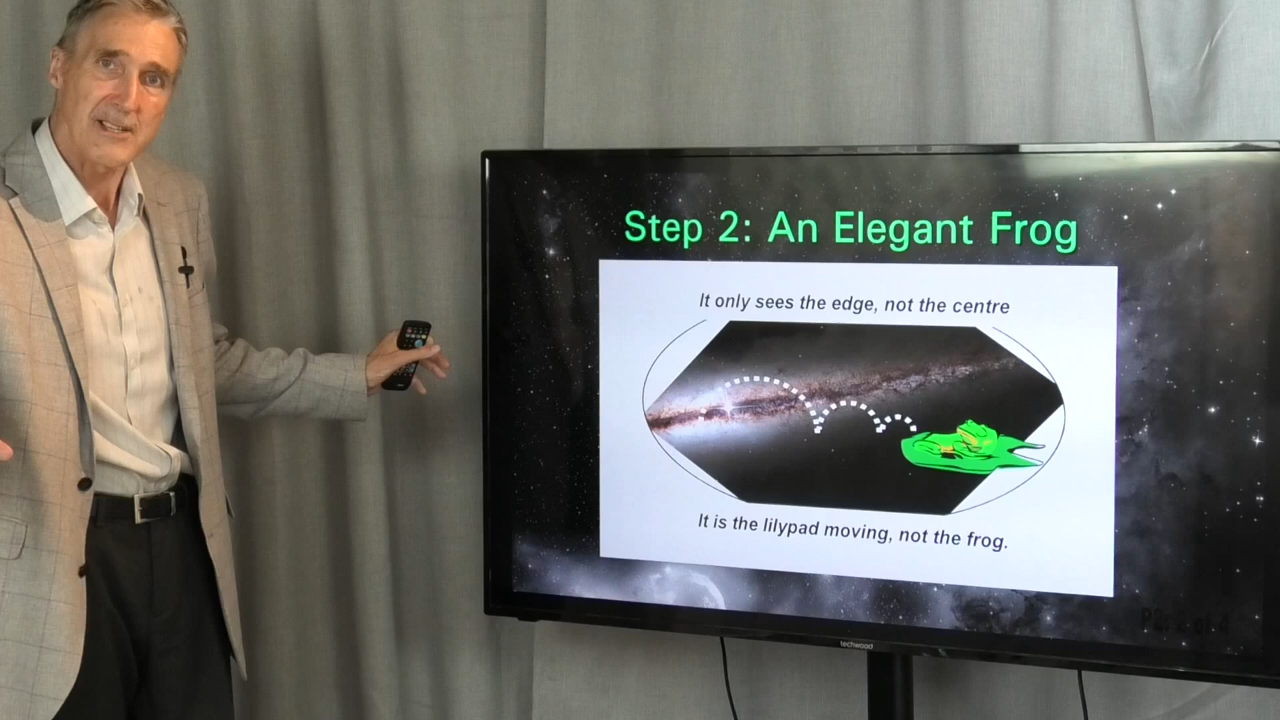 Step 2: An Elegant Frog
It only sees the edge, not the centre
It is the lilypad moving, not the frog.
techwood